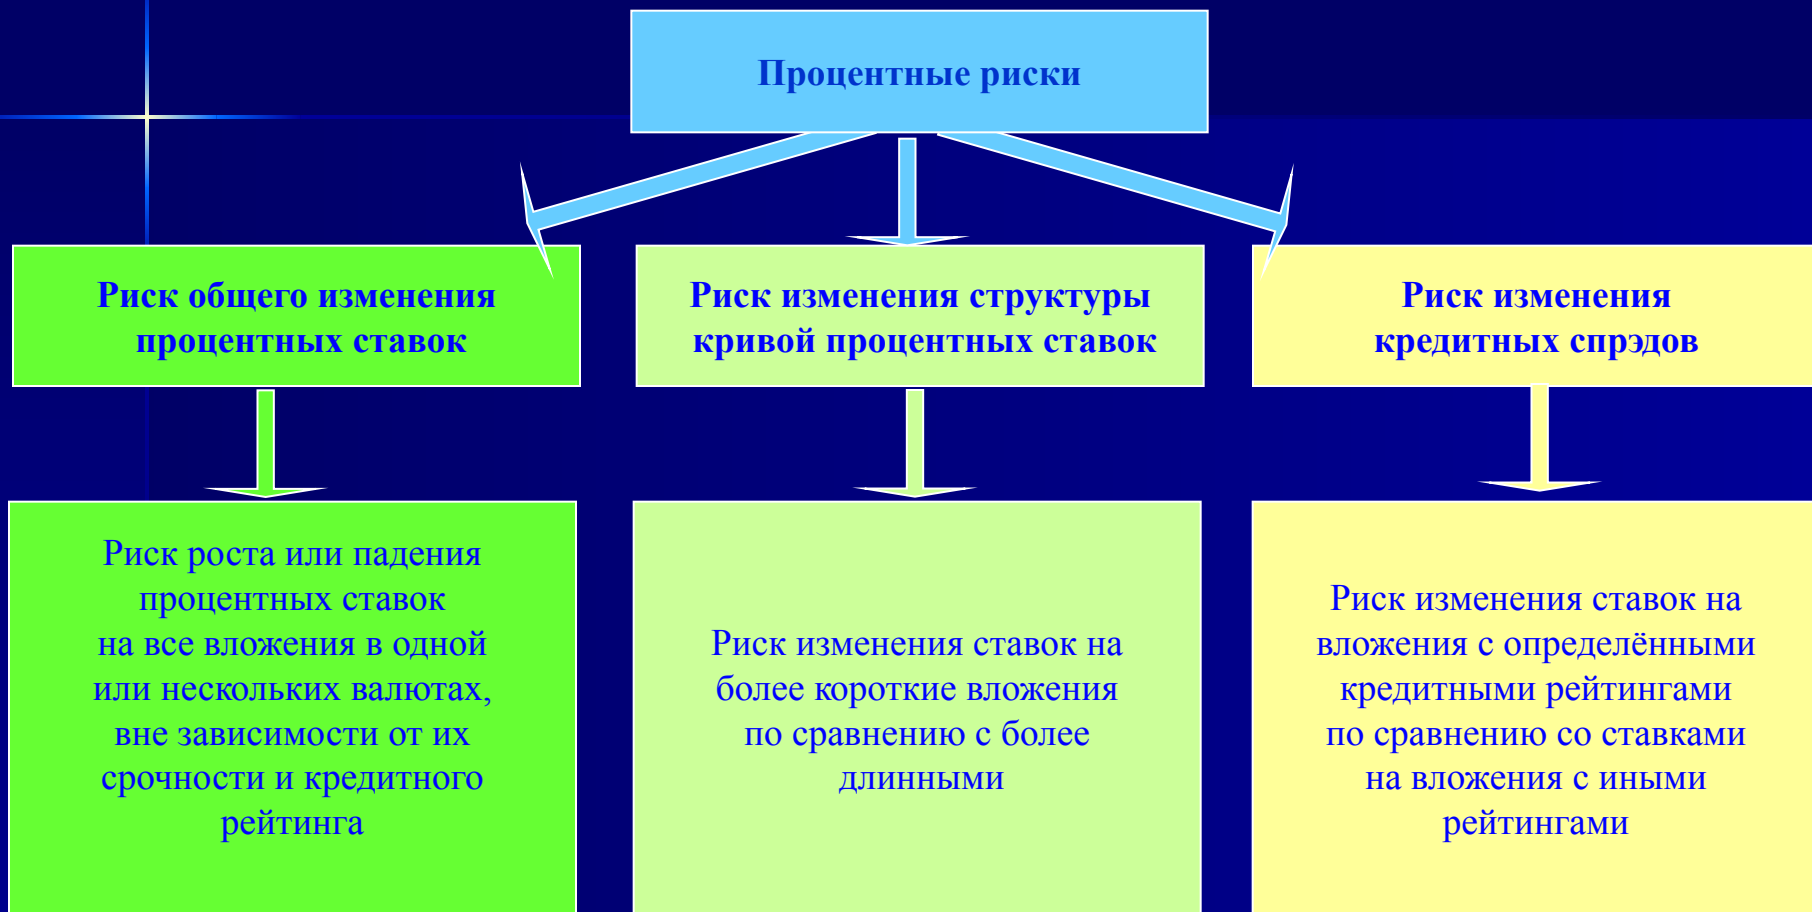 Процентные риски
Риск общего изменения
процентных ставок
Риск изменения структуры
кривой процентных ставок
Риск изменения
кредитных спрэдов
Риск роста или падения
процентных ставок
на все вложения в одной
или нескольких валютах,
вне зависимости от их
срочности и кредитного
рейтинга
Риск изменения ставок на
более короткие вложения
по сравнению с более
длинными
Риск изменения ставок на
вложения с определёнными
кредитными рейтингами
по сравнению со ставками
на вложения с иными
рейтингами